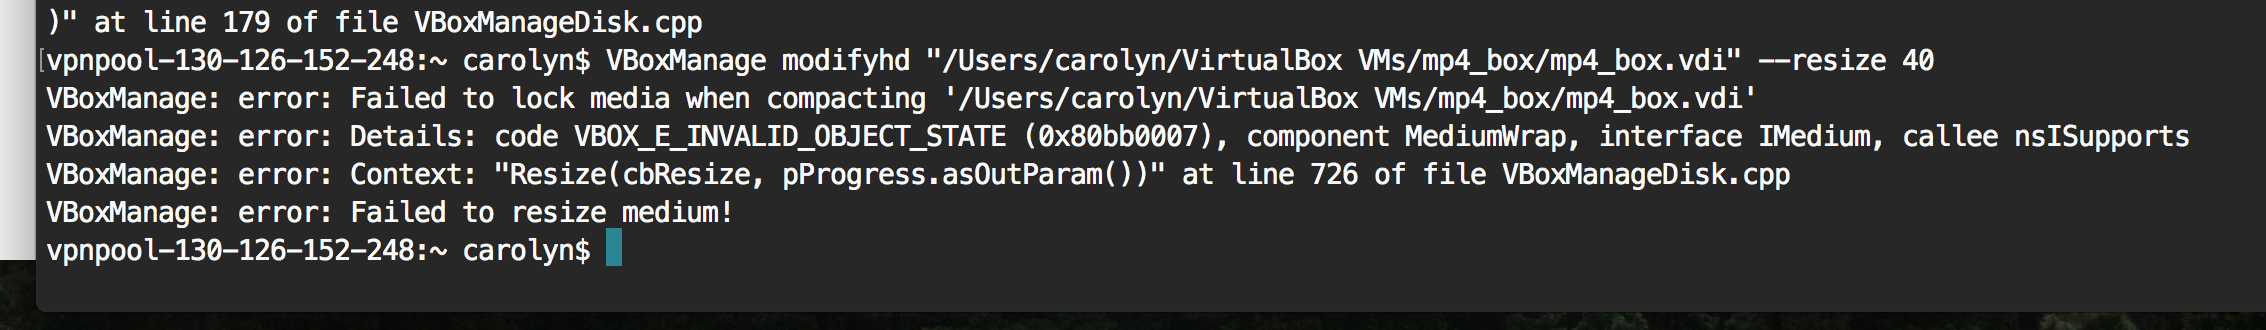 )" at line 179 of file VBoxManageDisk.cpp
[vpnpool-130-126-152-248:~ carolyn$ VBoxManage modifyhd "/Users/carolyn/VirtualBox VMs/mp4_box/mp4_box.vdi" --resize 40
VBoxManage: error: Failed to lock media when compacting '/Users/carolyn/VirtualBox VMs/mp4_box/mp4_box.vdi'
VBoxManage: error: Details: code VBOX_E_INVALID_OBJECT_STATE (0x80bb0007), component MediumWrap, interface IMedium, callee nsISupports
VBoxManage: error: Context: "Resize(cbResize, pProgress.asOutParam())" at line 726 of file VBoxManageDisk.cpp
VBoxManage: error: Failed to resize medium!
vpnpool-130-126-152-248:~ carolyn$